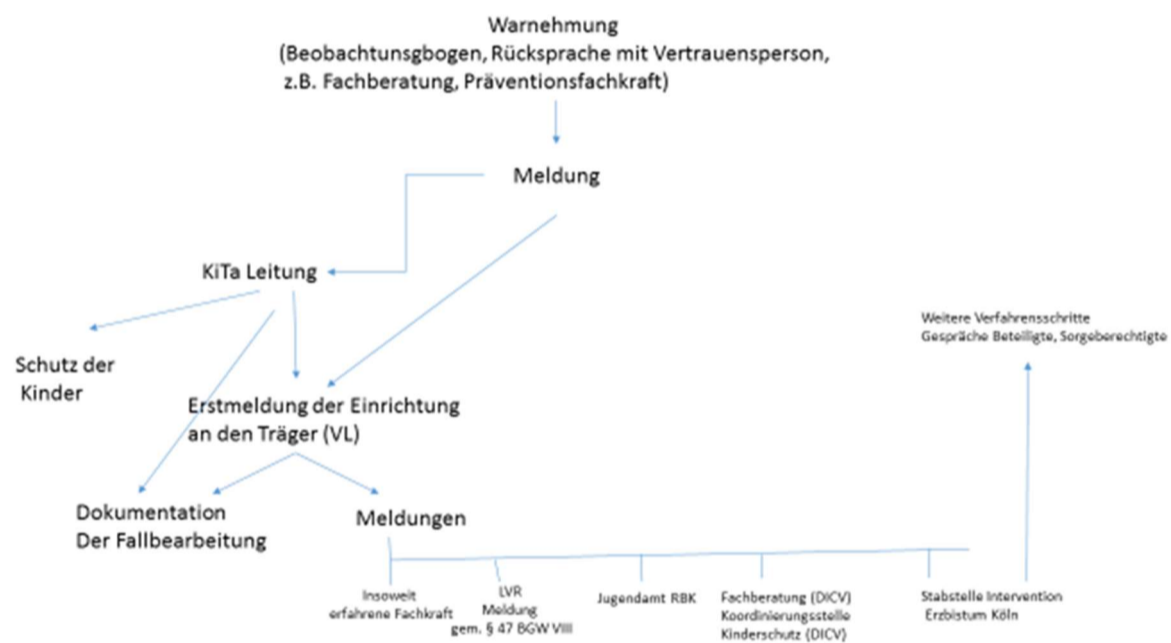 Warnehmung
(Beobachtunsgbogen, Rücksprache mit Vertrauensperson,
z.B. Fachberatung, Präventionsfachkraft)
Meldung
KiTa Leitung
Weitere Verfahrensschritte
Gespräche Beteiligte, Sorgeberechtigte
Schutz der
Kinder
Erstmeldung der Einrichtung
an den Träger (VL)
Dokumentation
Der Fallbearbeitung
Meldungen
Insoweit
erfahrene Fachkraft
LVR
Meldung
gem. § 47 BGW VIII
Jugendamt RBK
Fachberatung (DICV)
Koordinierungsstelle
Kinderschutz (DICV)
Stabstelle Intervention
Erzbistum Köln